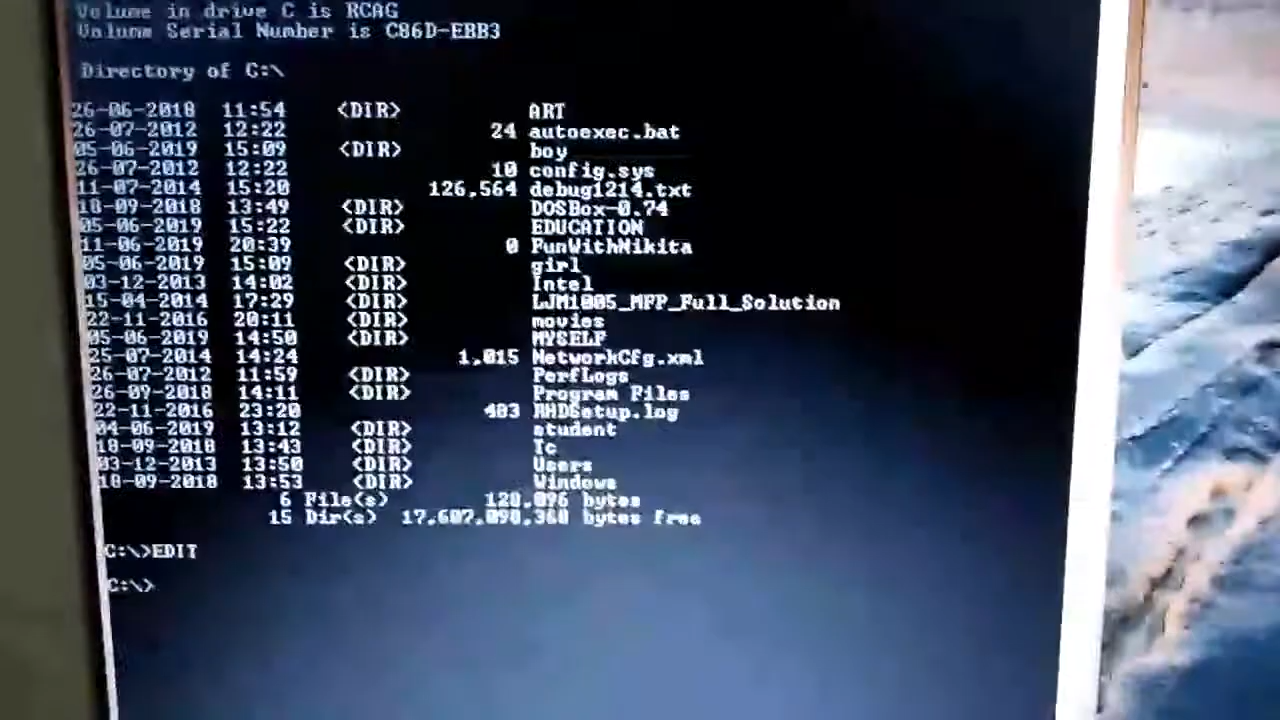 Volume in drive C is RCAG
Volume Serial Number is C86D-EBB3
Directory of C:\
26-06-2018 11:54 <DIR> ART
26-07-2012 12:22 24 autoexec.bat
05-06-2019 15:09 <DIR> boy
26-07-2012 12:22 10 config.sys
11-07-2014 15:20 126,564 debug1214.txt
18-09-2018 13:49 <DIR> DOSBox-0.74
05-06-2019 15:22 <DIR> EDUCATION
11-06-2019 20:39 0 FunWithNikita
05-06-2019 15:09 <DIR> girl
03-12-2013 14:02 <DIR> Intel
15-04-2014 17:29 <DIR> LJM1005_MFP_Full_Solution
22-11-2016 20:11 <DIR> movies
05-06-2019 14:50 <DIR> MYSELF
25-07-2014 14:24 1,015 NetworkCfg.xml
26-07-2012 11:59 <DIR> PerfLogs
26-09-2018 14:11 <DIR> Program Files
22-11-2016 23:20 483 RHDSetup.log
04-06-2019 13:12 <DIR> student
18-09-2018 13:43 <DIR> Tc
03-12-2013 13:50 <DIR> Users
18-09-2018 13:53 <DIR> Windows
6 File(s) 128,096 bytes
15 Dir(s) 17,607,090,360 bytes free
C:\>EDIT
C:\>